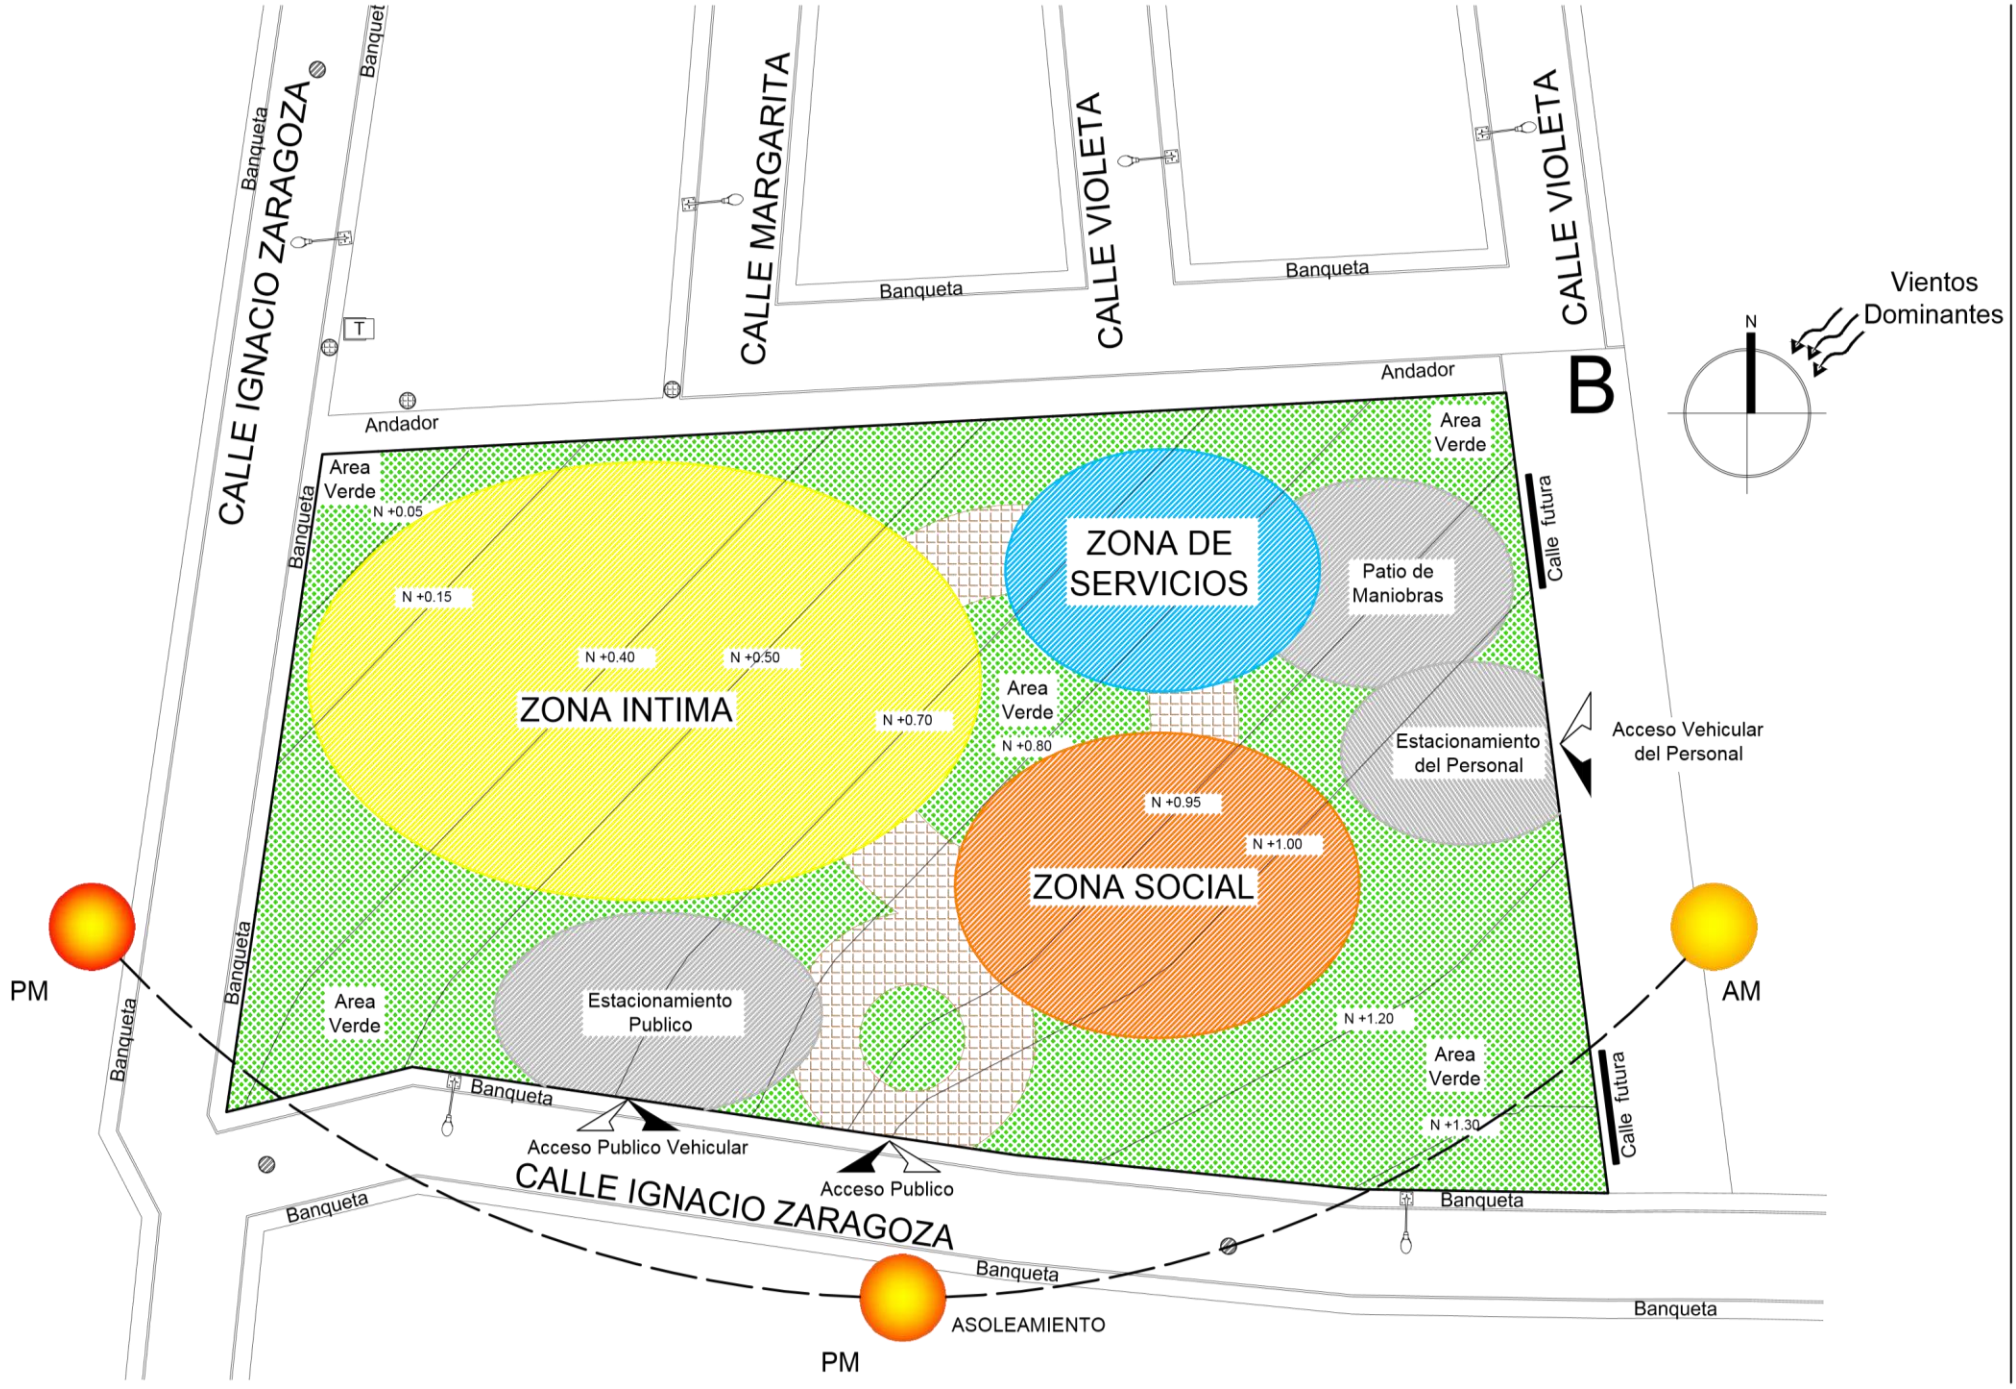 Banqueta
Banquet
CALLE IGNACIO ZARAGOZA
CALLE MARGARITA
CALLE VIOLETA
CALLE VIOLETA
Banqueta
Banqueta
Vientos
Dominantes
N
T
B
Andador
Andador
Area
Verde
N +0.05
Banqueta
Area
Verde
ZONA DE
SERVICIOS
Patio de
Maniobras
Calle futura
N +0.15
N +0.40
N +0.50
ZONA INTIMA
N +0.70
Area
Verde
N +0.80
Estacionamiento
del Personal
Acceso Vehicular
del Personal
N +0.95
N +1.00
ZONA SOCIAL
Banqueta
PM
AM
Area
Verde
Estacionamiento
Publico
N +1.20
Area
Verde
N +1.30
Calle futura
Banqueta
Banqueta
Acceso Publico Vehicular
Acceso Publico
CALLE IGNACIO ZARAGOZA
Banqueta
Banqueta
Banqueta
Banqueta
ASOLEAMIENTO
PM